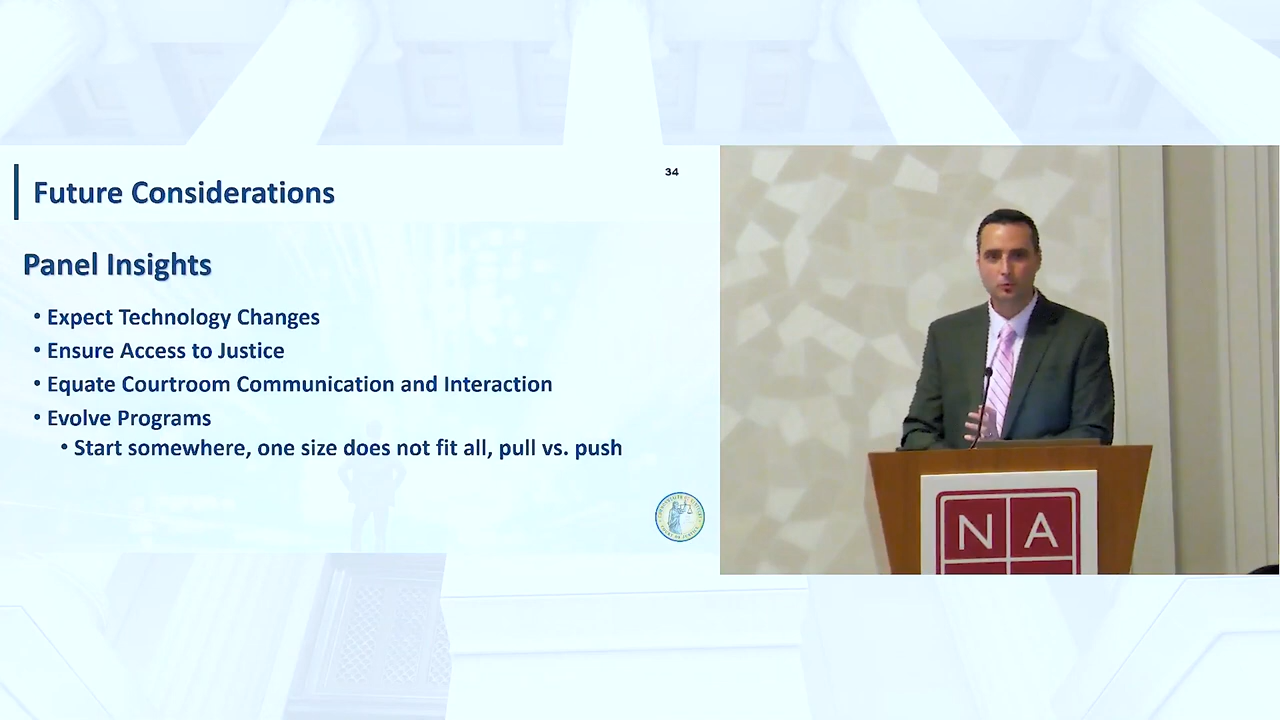 34
Future Considerations
Panel Insights
• Expect Technology Changes
• Ensure Access to Justice
• Equate Courtroom Communication and Interaction
• Evolve Programs
• Start somewhere, one size does not fit all, pull vs. push
N A